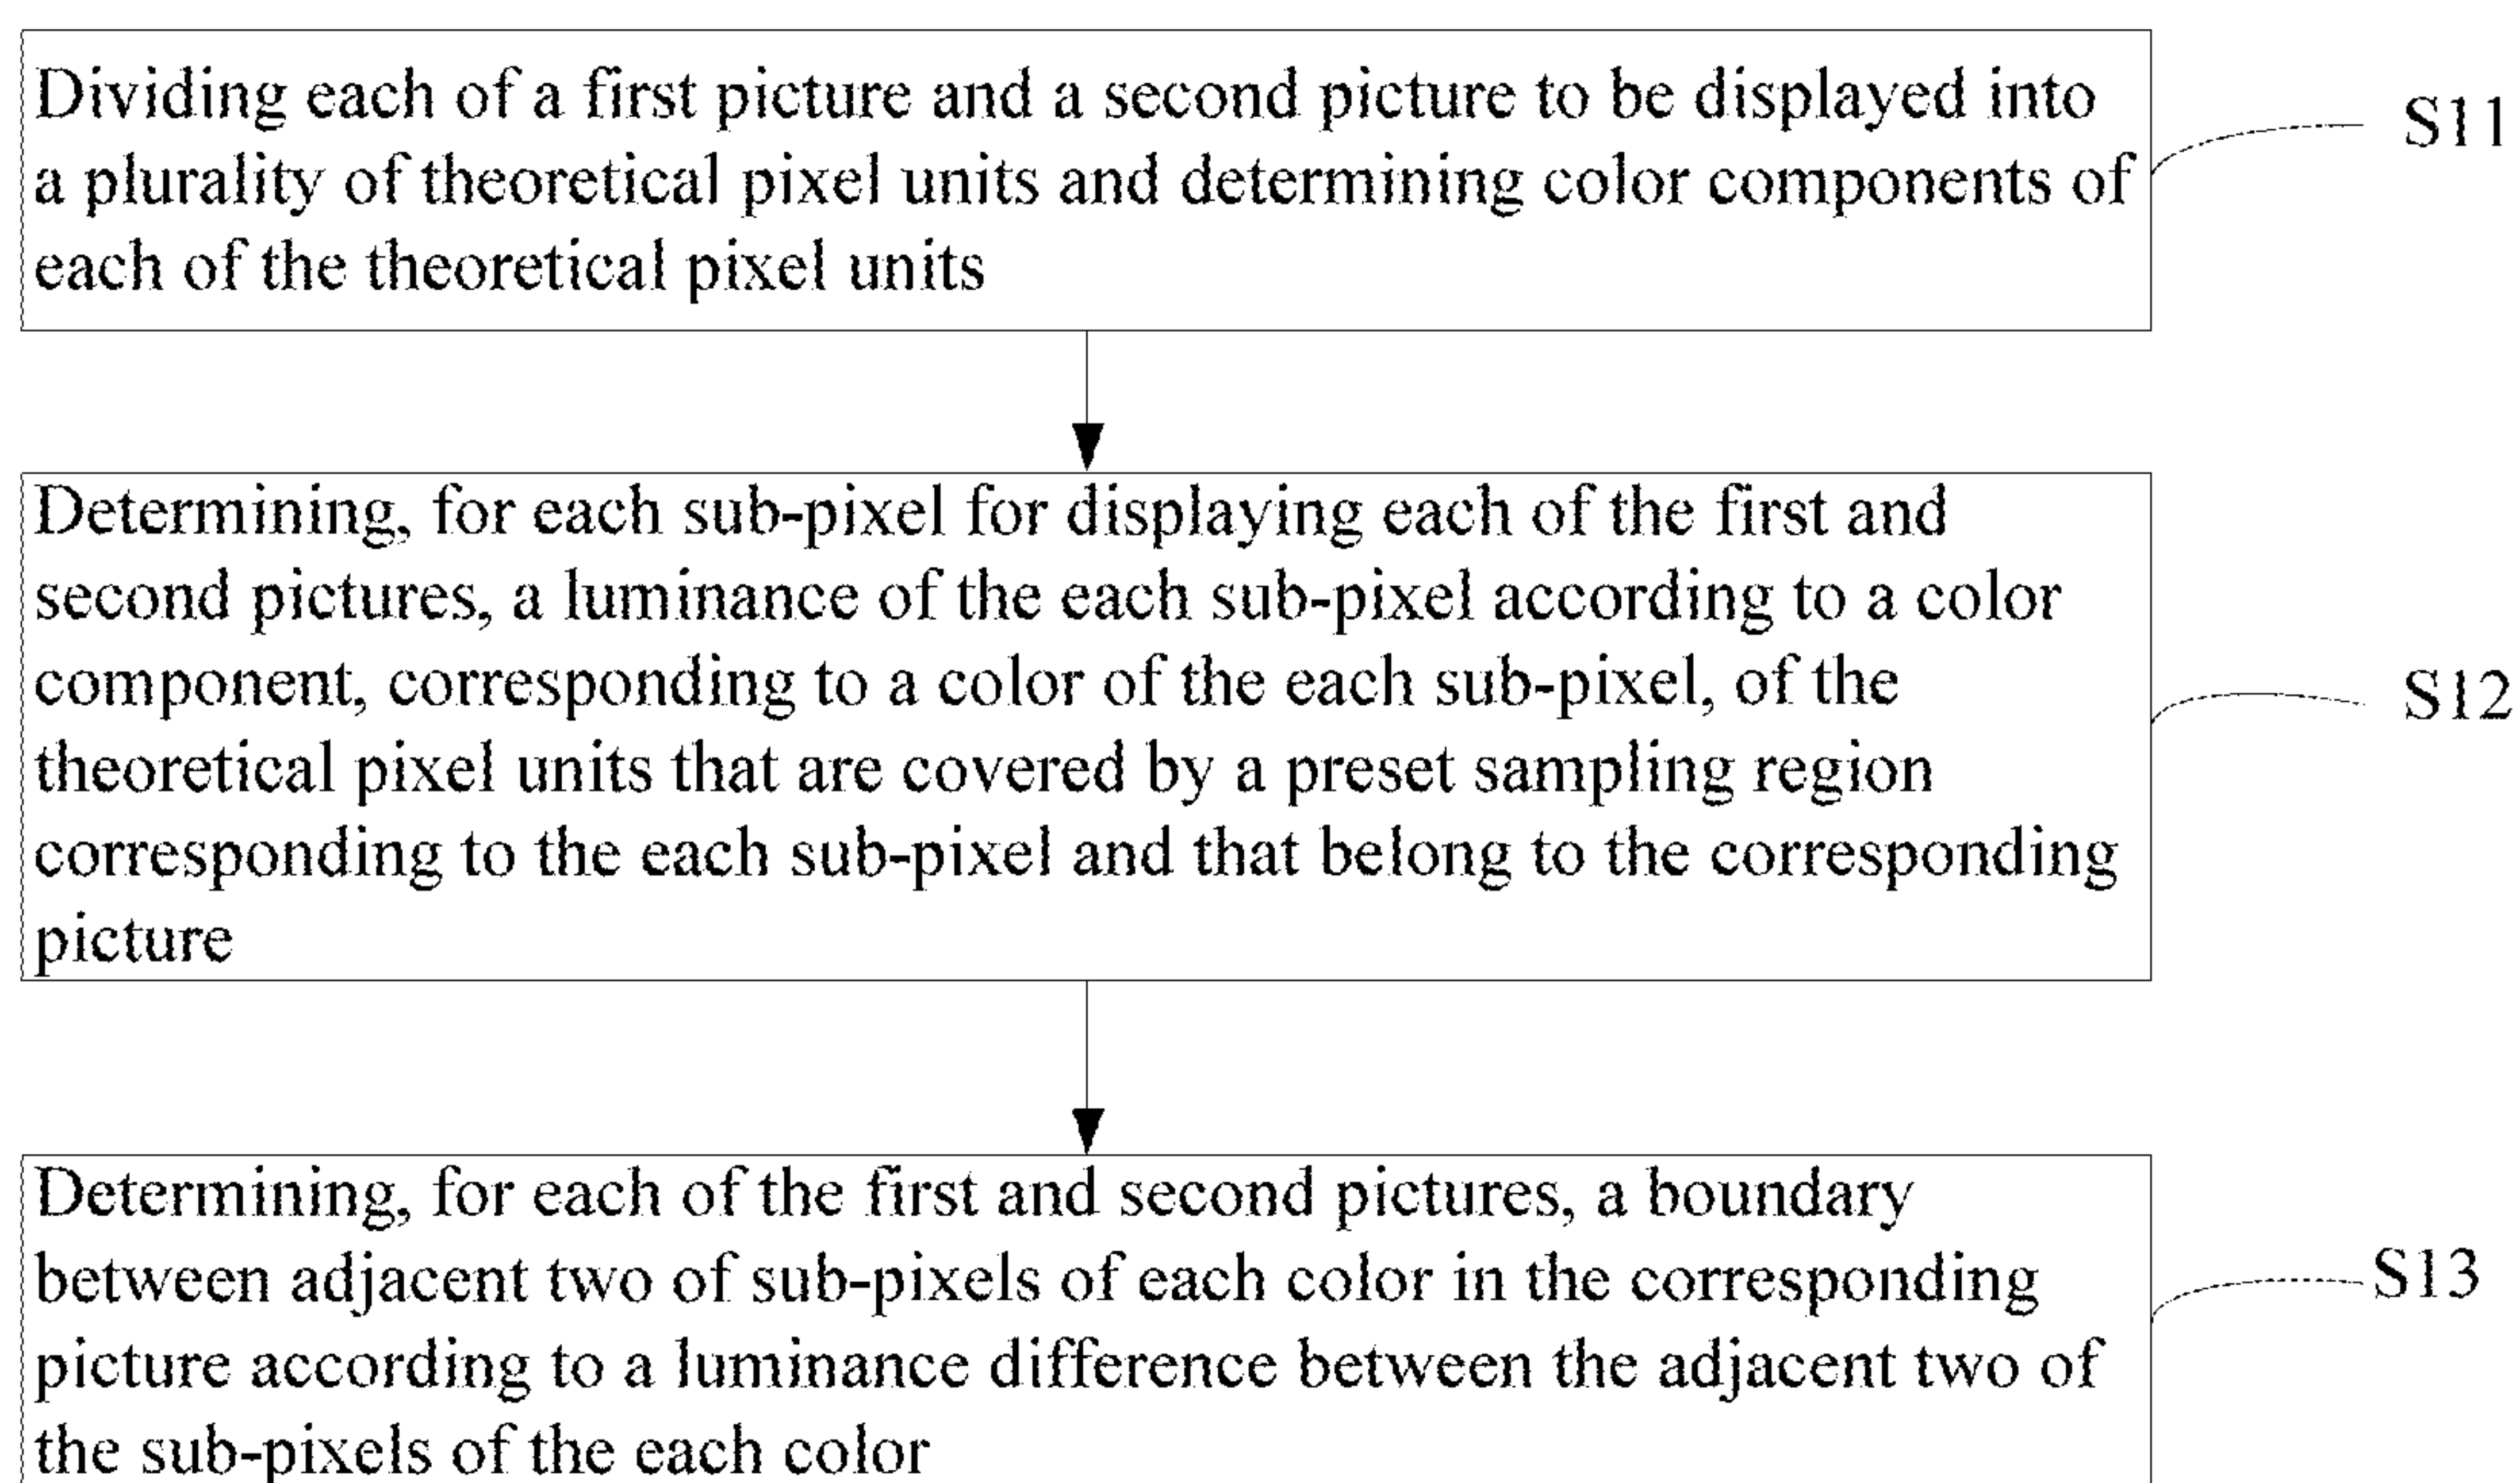 Dividing each of a first picture and a second picture to be displayed into
a plurality of theoretical pixel units and determining color components of
each of the theoretical pixel units
S11
Determining, for each sub-pixel for displaying each of the first and
second pictures, a luminance of the each sub-pixel according to a color
component, corresponding to a color of the each sub-pixel, of the
theoretical pixel units that are covered by a preset sampling region
corresponding to the each sub-pixel and that belong to the corresponding
picture
S12
Determining, for each of the first and second pictures, a boundary
between adjacent two of sub-pixels of each color in the corresponding
picture according to a luminance difference between the adjacent two of
the sub-pixels of the each color
S13